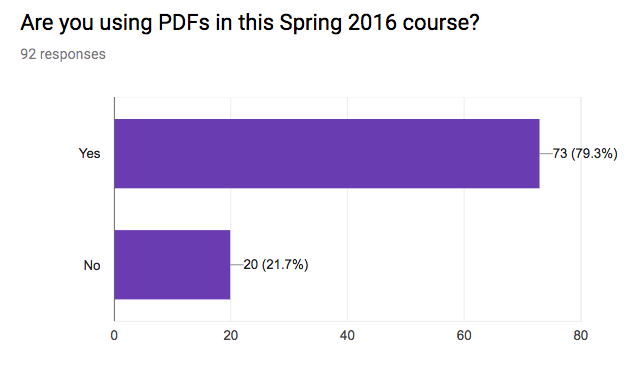 Are you using PDFs in this Spring 2016 course?
92 responses
Yes
73 (79.3%)
No
20 (21.7%)
0 20 40 60 80